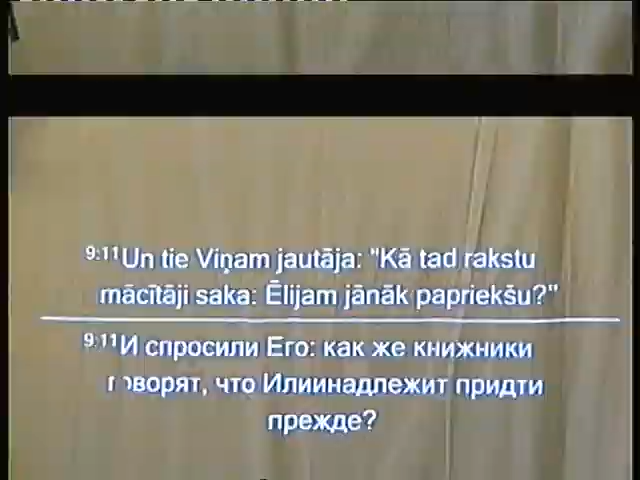 9:11Un tie Viņam jautāja: "Kā tad rakstu
mācītāji saka: Ēlijam jānāk papriekšu?"
9:11И спросили Его: как же книжники
говорят, что Илиинадлежит придти
прежде?